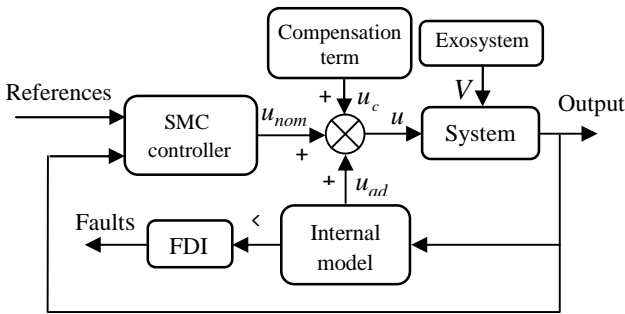 Compensation
term
Exosystem
References
+
u_c
V
Output
SMC
controller
u_nom
+
u
System
+
u_ad
Faults
FDI
<
Internal
model